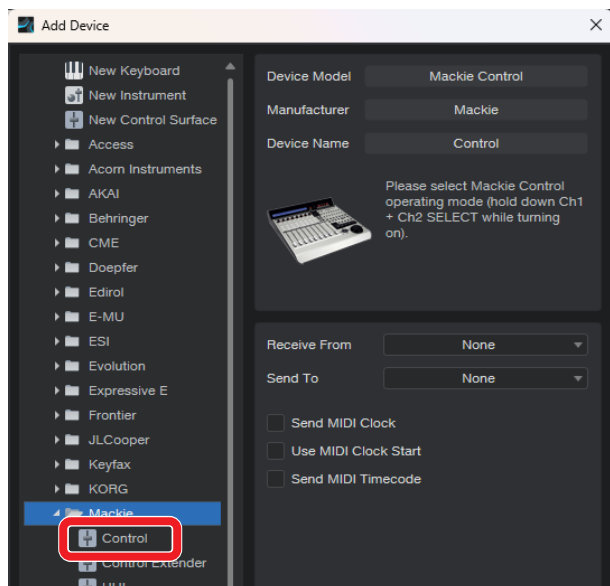 Add Device
New Keyboard
New Instrument
New Control Surface
Access
Acorn Instruments
AKAI
Behringer
CME
Doepfer
Edirol
E-MU
ESI
Evolution
Expressive E
Frontier
JLCooper
Keyfax
KORG
Mackie
Control
Control Extender
Device Model Mackie Control
Manufacturer Mackie
Device Name Control
Please select Mackie Control
operating mode (hold down Ch1
+ Ch2 SELECT while turning
on).
Receive From None
Send To None
Send MIDI Clock
Use MIDI Clock Start
Send MIDI Timecode